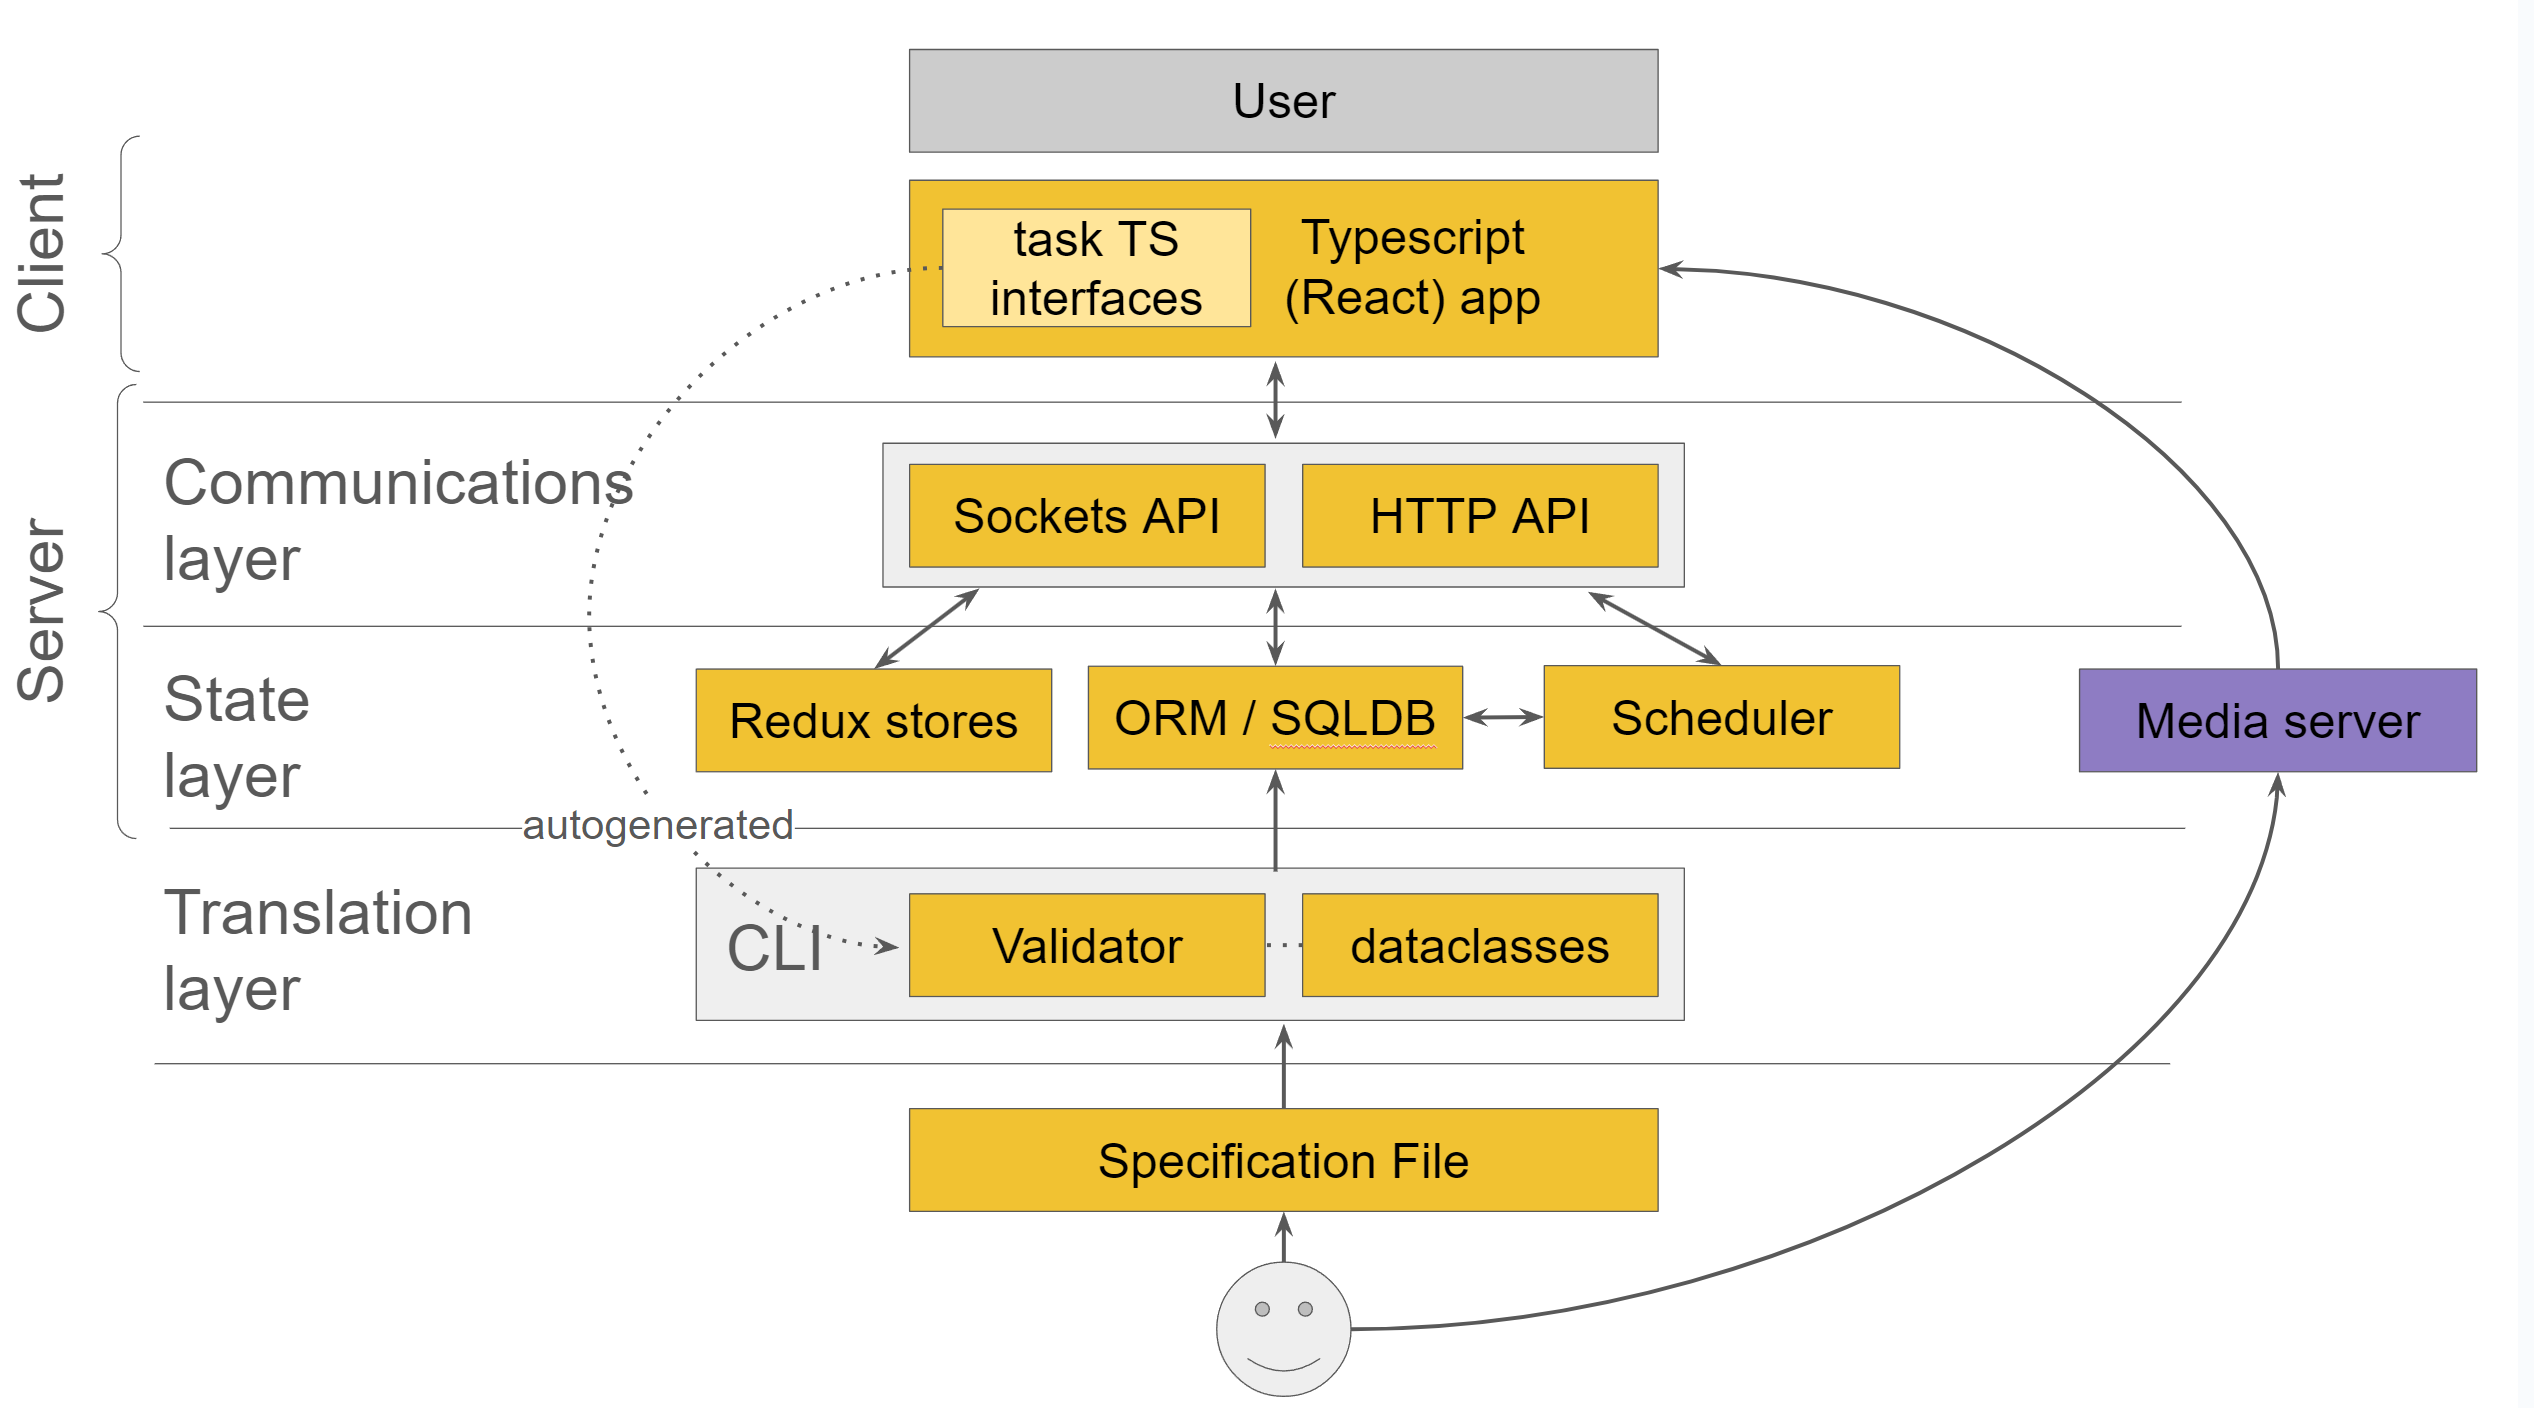 User
Client
task TS
interfaces
Typescript
(React) app
Server
Communications
layer
Sockets API
HTTP API
State
layer
Redux stores
ORM / SQLDB
Scheduler
Media server
autogenerated
Translation
layer
CLI
Validator
dataclasses
Specification File